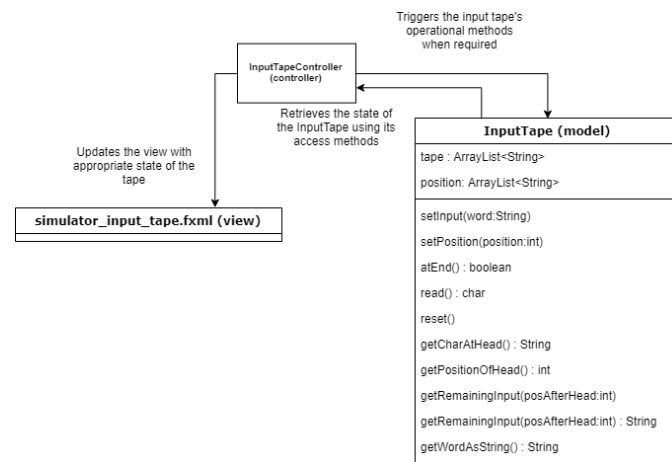 Triggers the input tape's
operational methods
when required
InputTapeController
(controller)
Retrieves the state of
the InputTape using its
access methods
Updates the view with
appropriate state of the
tape
simulator_input_tape.fxml (view)
InputTape (model)
tape : ArrayList<String>
position: ArrayList<String>
setInput(word:String)
setPosition(position:int)
atEnd() : boolean
read() : char
reset()
getCharAtHead() : String
getPositionOfHead() : int
getRemainingInput(posAfterHead:int)
getRemainingInput(posAfterHead:int) : String
getWordAsString() : String